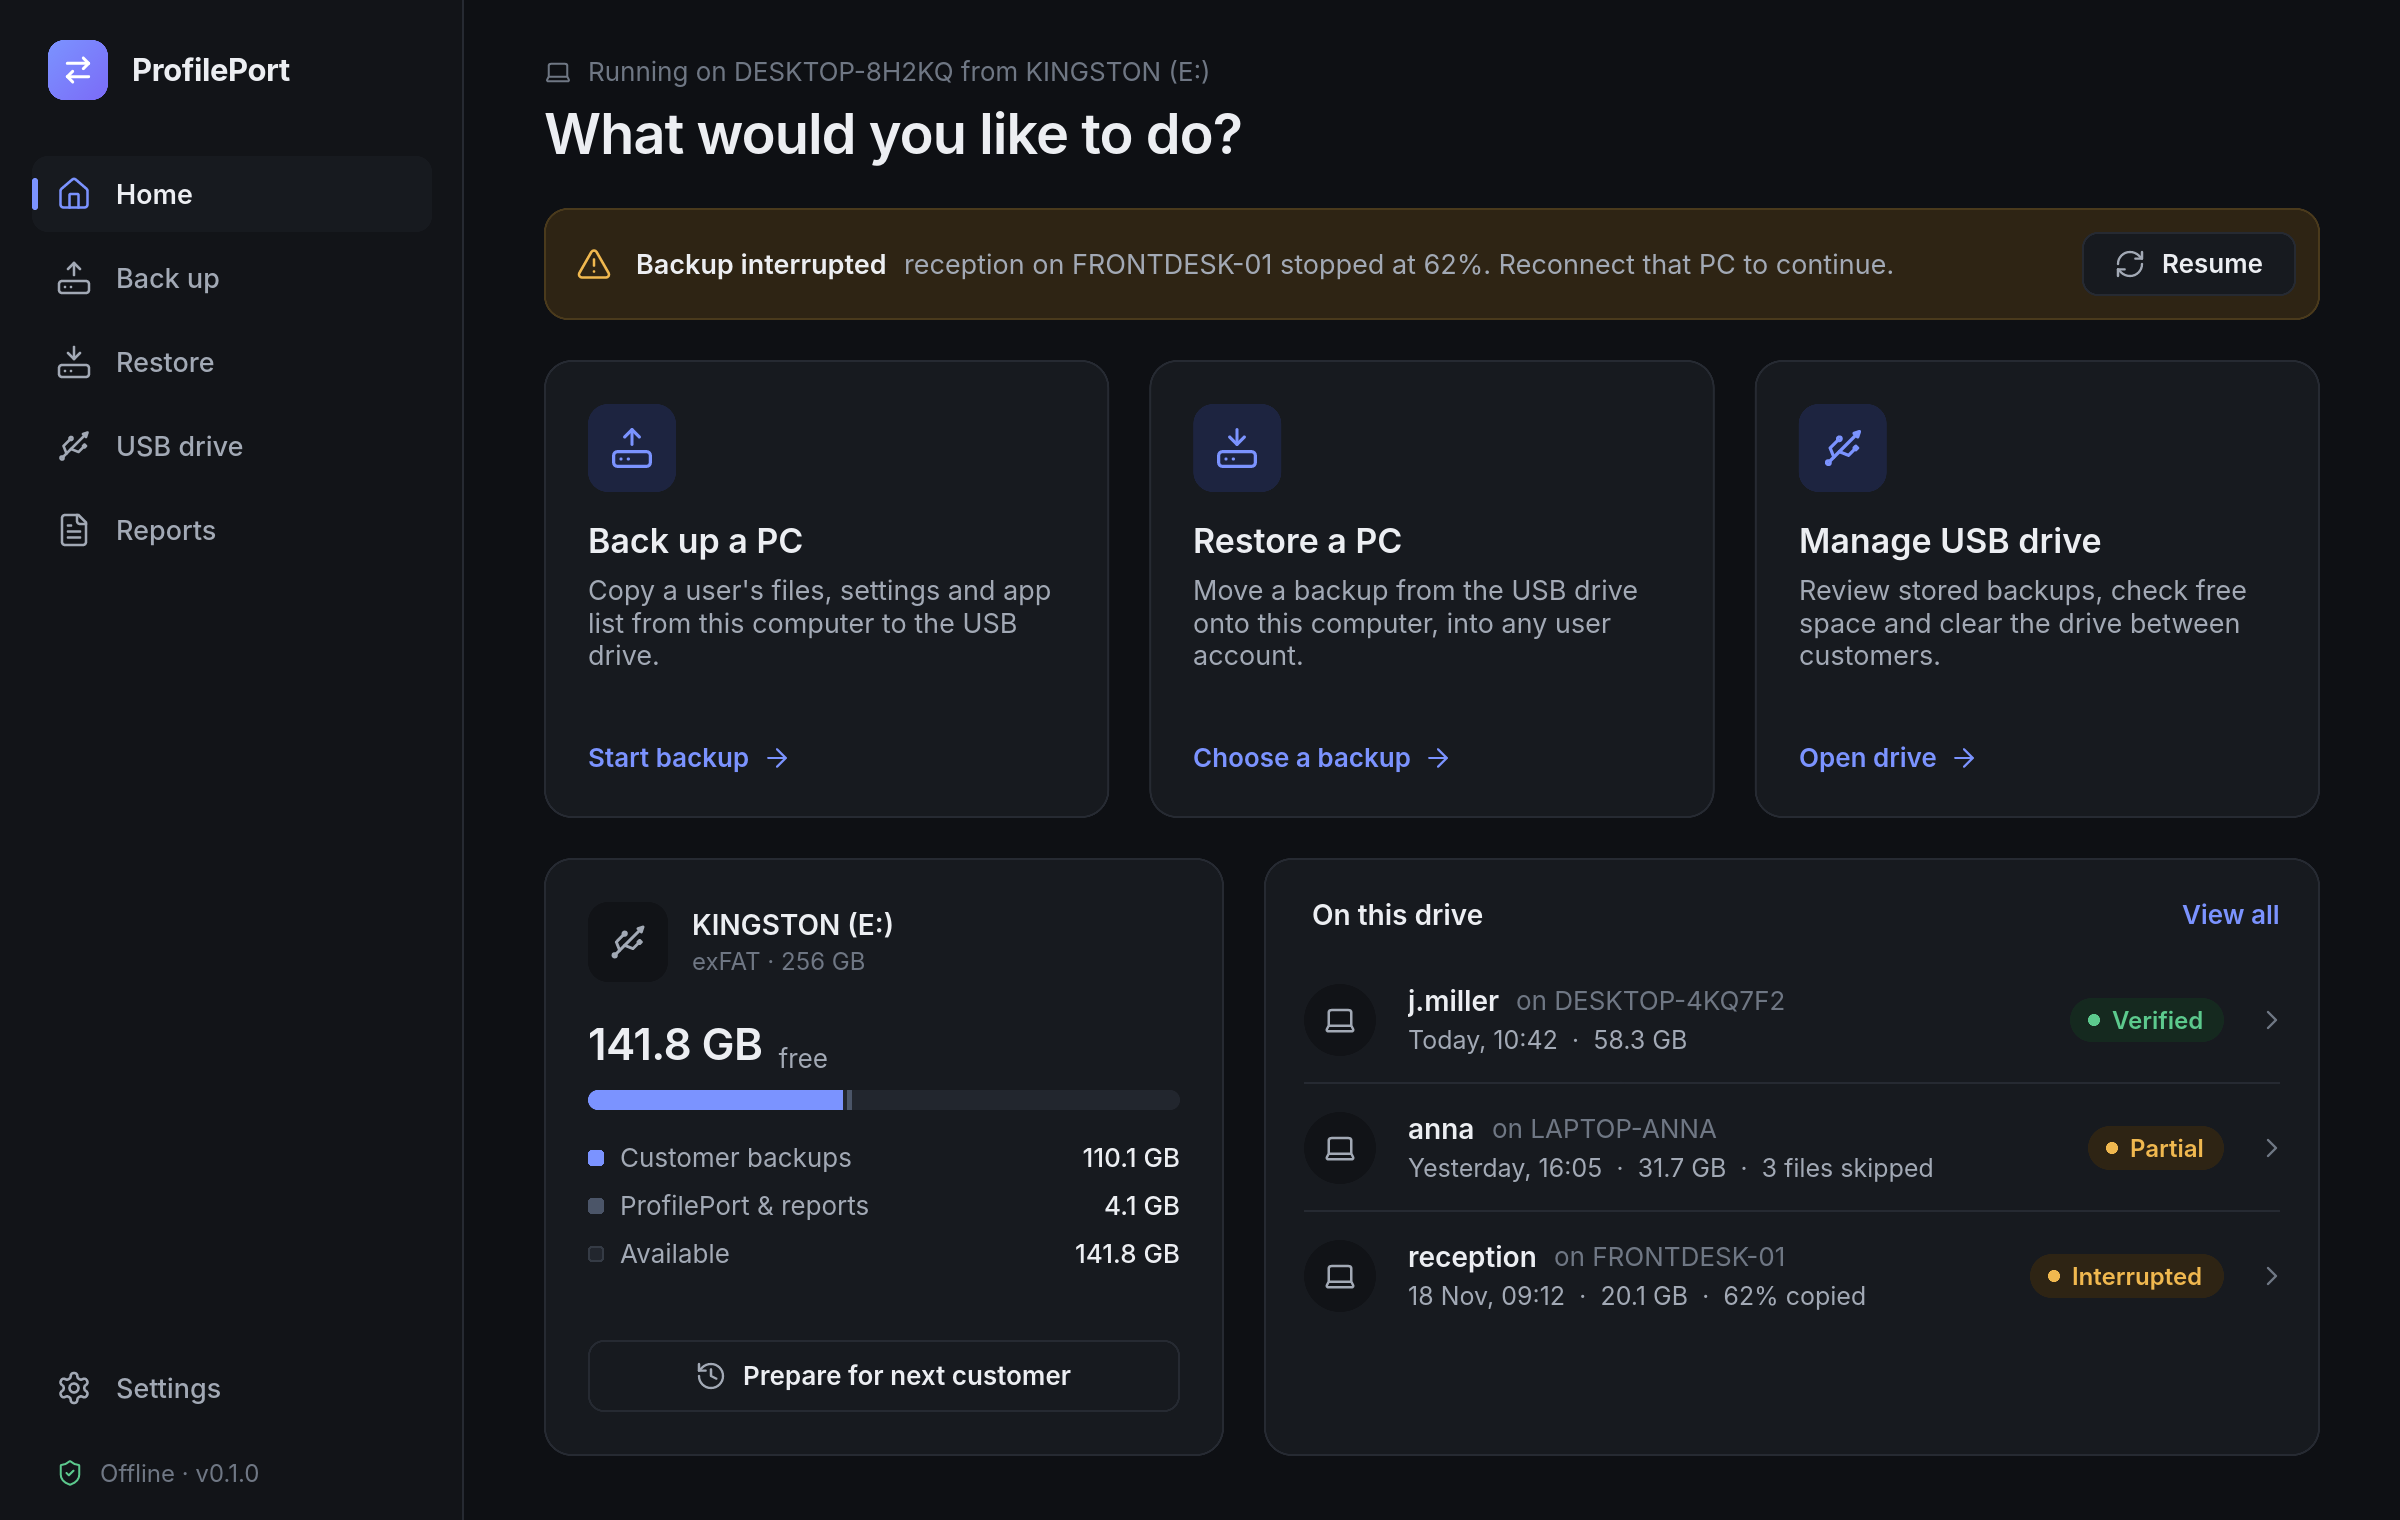 ProfilePort
Home
Back up
Restore
USB drive
Reports
Settings
Offline · v0.1.0
Running on DESKTOP-8H2KQ from KINGSTON (E:)
What would you like to do?
Backup interrupted reception on FRONTDESK-01 stopped at 62%. Reconnect that PC to continue.
Resume
Back up a PC
Copy a user's files, settings and app
list from this computer to the USB
drive.
Start backup
Restore a PC
Move a backup from the USB drive
onto this computer, into any user
account.
Choose a backup
Manage USB drive
Review stored backups, check free
space and clear the drive between
customers.
Open drive
KINGSTON (E:)
exFAT · 256 GB
141.8 GB free
Customer backups 110.1 GB
ProfilePort & reports 4.1 GB
Available 141.8 GB
Prepare for next customer
On this drive
View all
j.miller on DESKTOP-4KQ7F2
Today, 10:42 · 58.3 GB
Verified
anna on LAPTOP-ANNA
Yesterday, 16:05 · 31.7 GB · 3 files skipped
Partial
reception on FRONTDESK-01
18 Nov, 09:12 · 20.1 GB · 62% copied
Interrupted